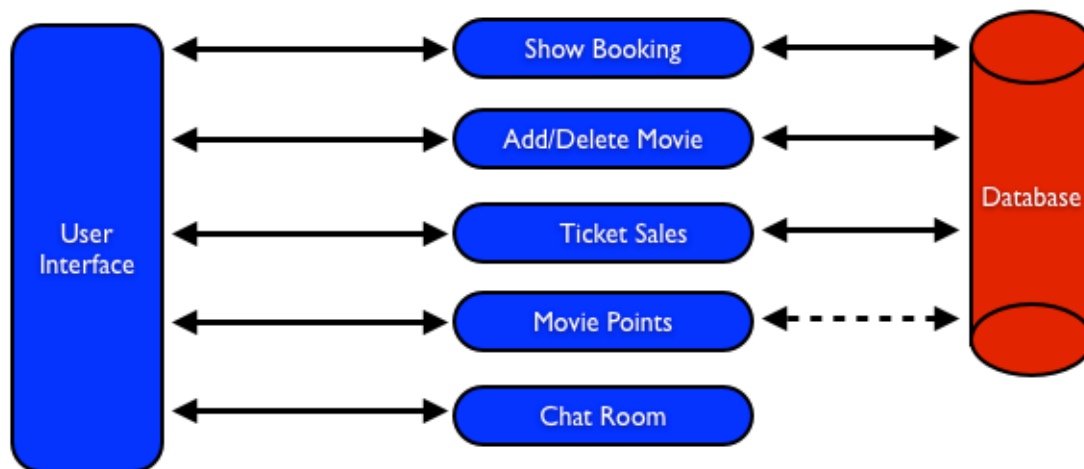 User
Interface
Show Booking
Add/Delete Movie
Ticket Sales
Movie Points
Chat Room
Database